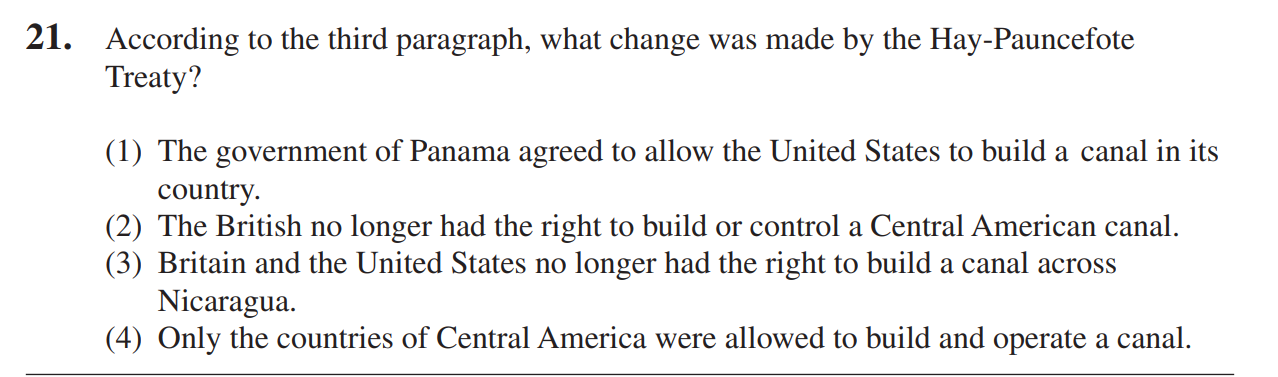 21. According to the third paragraph, what change was made by the Hay-Pauncefote
Treaty?
(1) The government of Panama agreed to allow the United States to build a canal in its
country.
(2) The British no longer had the right to build or control a Central American canal.
(3) Britain and the United States no longer had the right to build a canal across
Nicaragua.
(4) Only the countries of Central America were allowed to build and operate a canal.